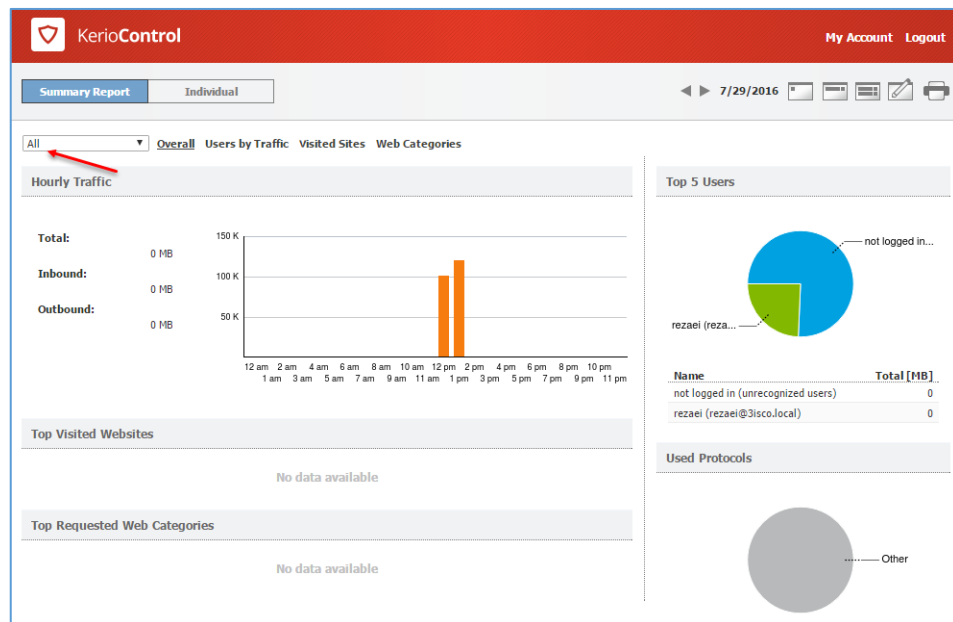 KerioControl
My Account Logout
Summary Report Individual
7/29/2016
All Overall Users by Traffic Visited Sites Web Categories
Hourly Traffic
Total:
0 MB
Inbound:
0 MB
Outbound:
0 MB
150 K
100 K
50 K
12 am 2 am 4 am 6 am 8 am 10 am 12 pm 2 pm 4 pm 6 pm 8 pm 10 pm
1 am 3 am 5 am 7 am 9 am 11 am 1 pm 3 pm 5 pm 7 pm 9 pm 11 pm
Top Visited Websites
No data available
Top Requested Web Categories
No data available
Top 5 Users
not logged in...
rezaei (reza...
Name Total [MB]
not logged in (unrecognized users) 0
rezaei (rezaei@3isco.local) 0
Used Protocols
Other